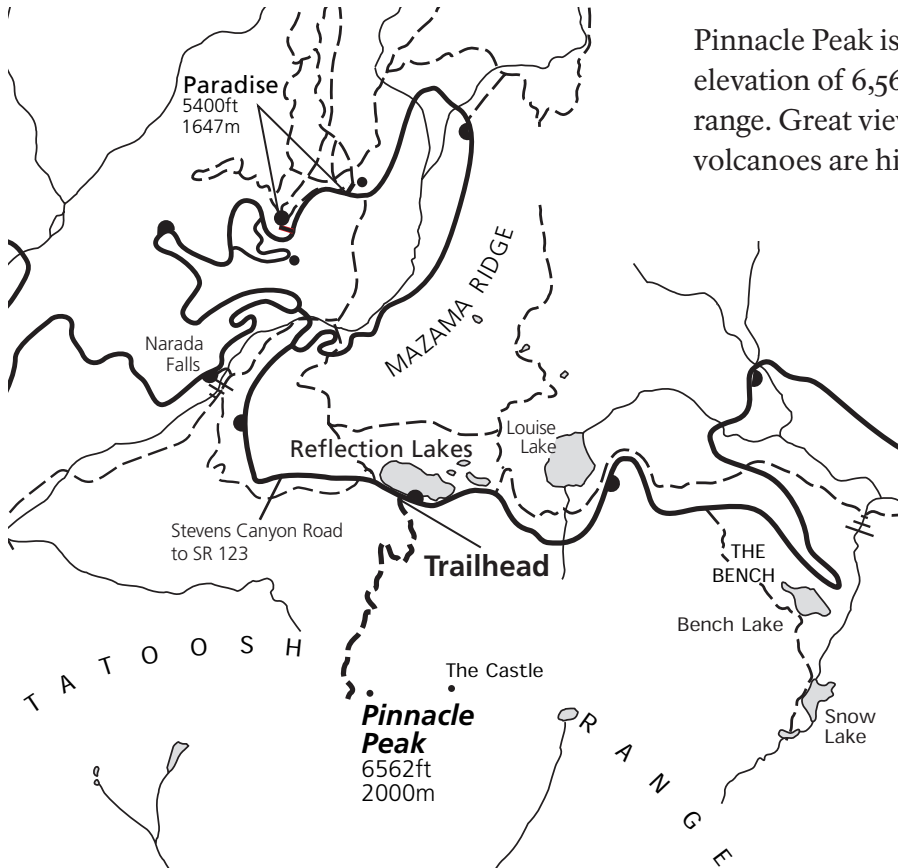 Pinnacle Peak is
elevation of 6,56
range. Great view
volcanoes are hi
Paradise
5400ft
1647m
MAZAMA RIDGE
Narada
Falls
Louise
Lake
Reflection Lakes
Stevens Canyon Road
to SR 123
Trailhead
THE
BENCH
Bench Lake
TATOOSH
The Castle
Pinnacle
Peak
6562ft
2000m
Snow
Lake
RANGE